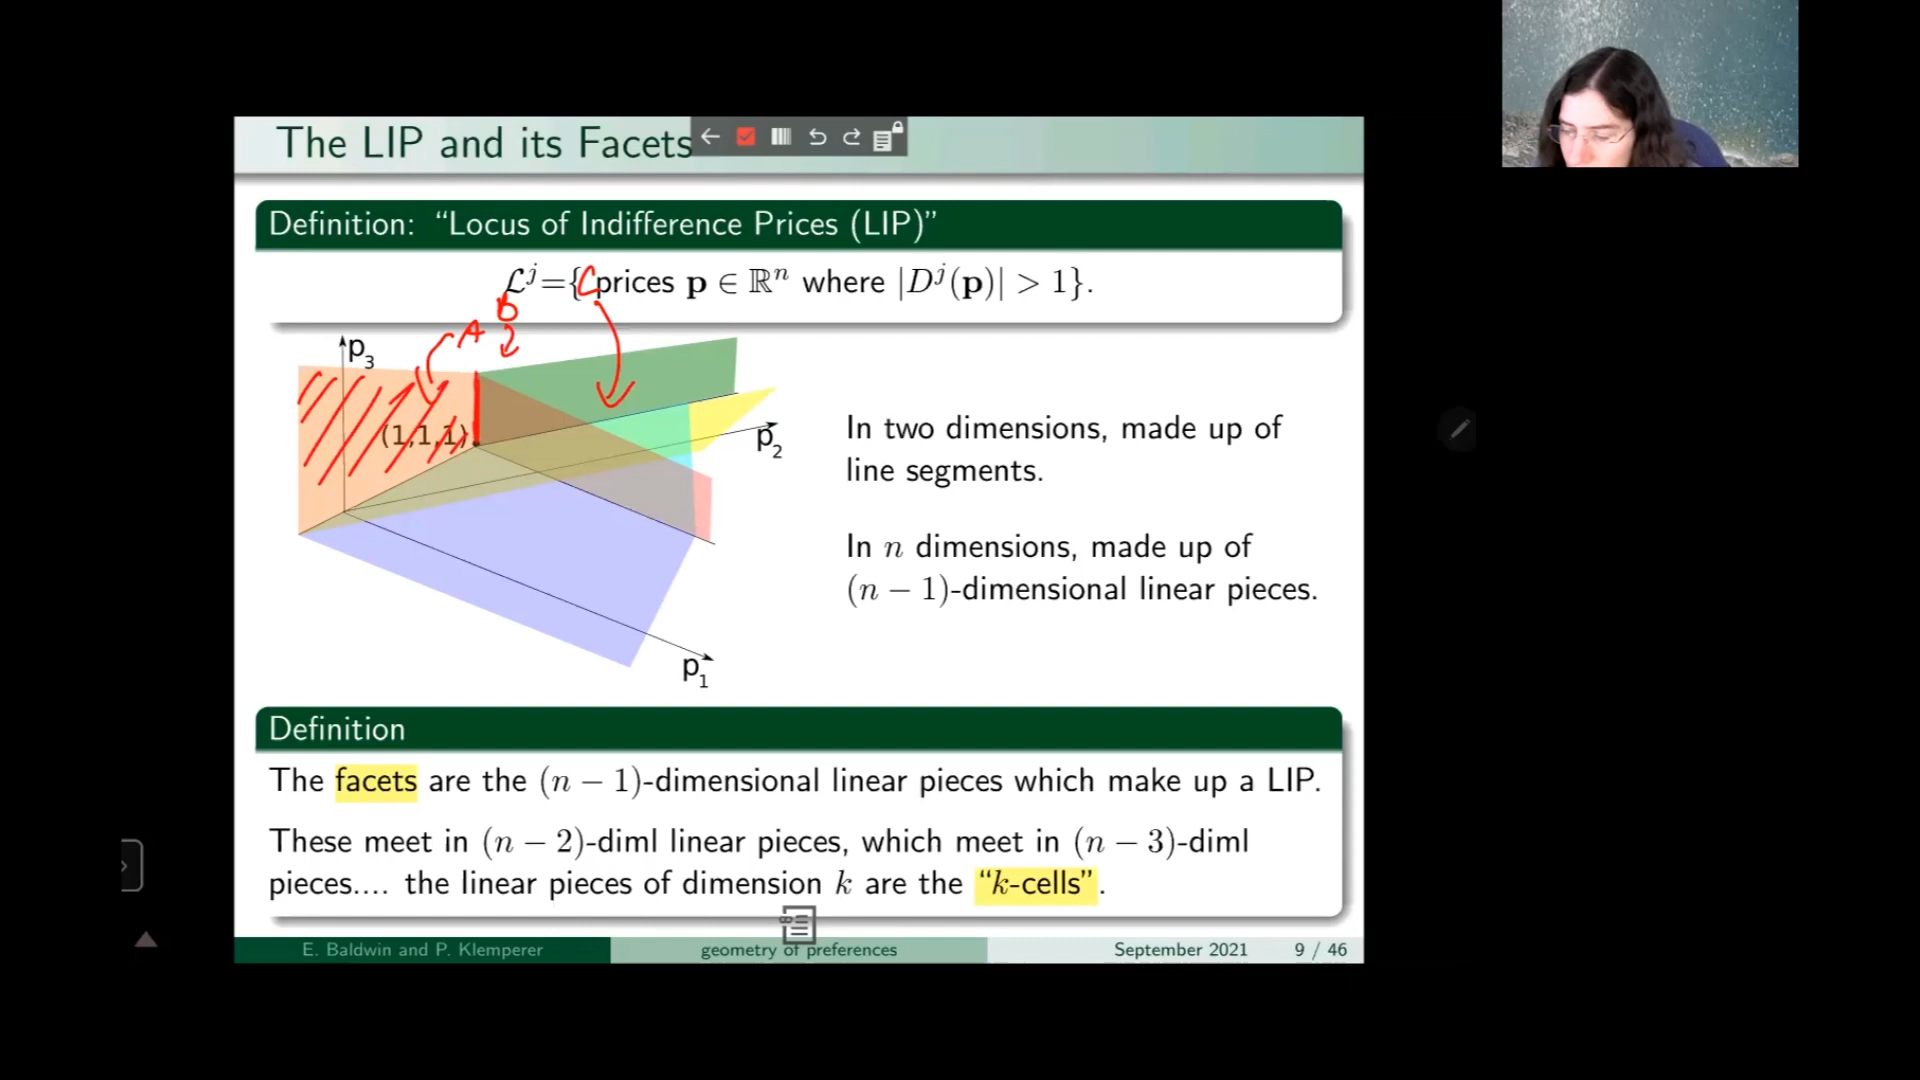 The LIP and its Facets
Definition: “Locus of Indifference Prices (LIP)”
ℒʲ={prices p ∈ ℝⁿ where |Dʲ(p)| > 1}.
C
B
A
p₃
(1,1,1)
p₂
p₁
In two dimensions, made up of
line segments.
In n dimensions, made up of
(n − 1)-dimensional linear pieces.
Definition
The facets are the (n − 1)-dimensional linear pieces which make up a LIP.
These meet in (n − 2)-diml linear pieces, which meet in (n − 3)-diml
pieces.... the linear pieces of dimension k are the “k-cells”.
E. Baldwin and P. Klemperer geometry of preferences September 2021 9 / 46